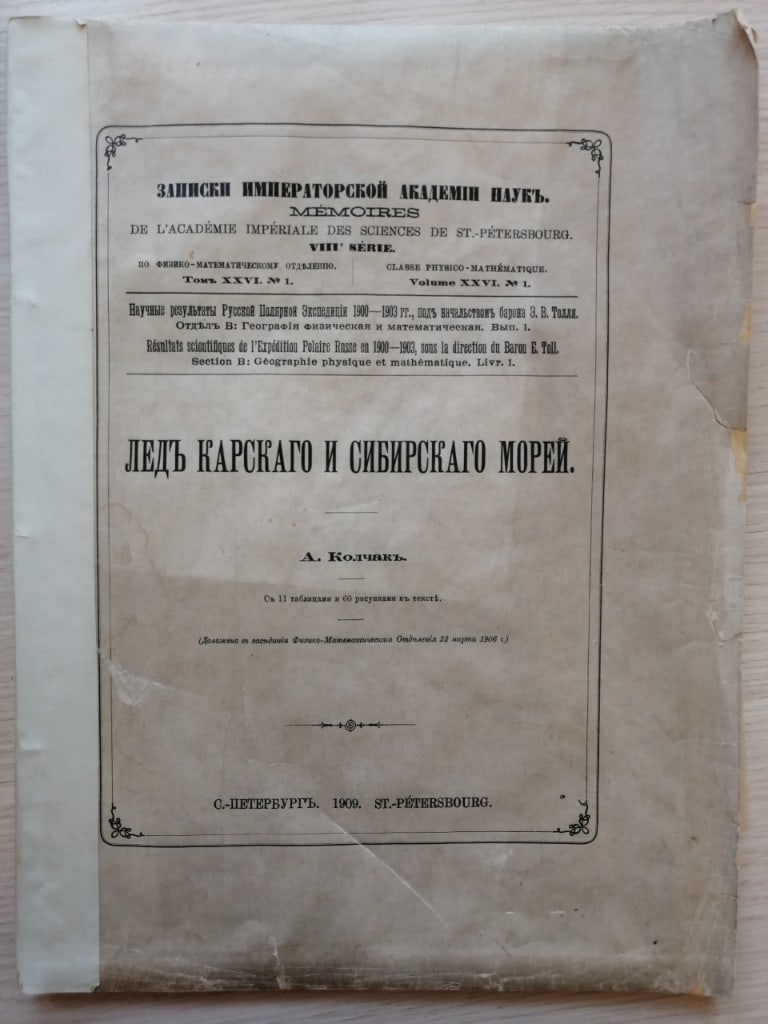 ЗАПИСКИ ИМПЕРАТОРСКОЙ АКАДЕМІИ НАУКЪ.
MÉMOIRES
DE L'ACADÉMIE IMPÉRIALE DES SCIENCES DE ST.-PÉTERSBOURG.
VIIIᵉ SÉRIE.
ПО ФИЗИКО-МАТЕМАТИЧЕСКОМУ ОТДѢЛЕНІЮ.
Томъ XXVI. № 1.
CLASSE PHYSICO-MATHÉMATIQUE.
Volume XXVI. № 1.
Научные результаты Русской Полярной Экспедиціи 1900—1903 гг., подъ начальствомъ барона Э. В. Толля.
Отдѣлъ B: Географія физическая и математическая. Вып. 1.
Résultats scientifiques de l'Expédition Polaire Russe en 1900—1903, sous la direction du Baron E. Toll.
Section B: Géographie physique et mathématique. Livr. 1.
ЛЕДЪ КАРСКАГО И СИБИРСКАГО МОРЕЙ.
А. Колчакъ.
Съ 11 таблицами и 60 рисунками въ текстѣ.
(Доложено въ засѣданіи Физико-Математическаго Отдѣленія 22 марта 1906 г.)
С.-ПЕТЕРБУРГЪ. 1909. ST.-PÉTERSBOURG.